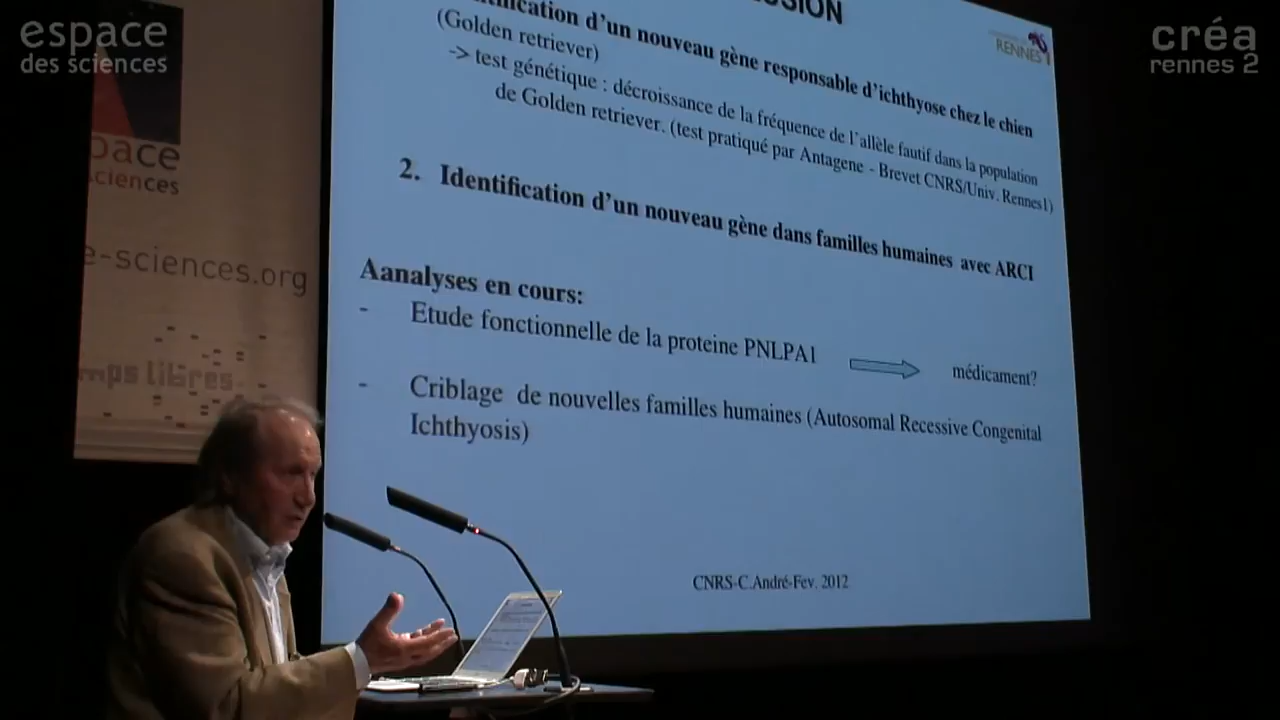 espace
des sciences
créa
rennes 2
pace
sciences
e-sciences.org
mps libres
USION
RENNES 1
ntification d'un nouveau gène responsable d'ichthyose chez le chien
(Golden retriever)
-> test génétique : décroissance de la fréquence de l'allèle fautif dans la population
de Golden retriever. (test pratiqué par Antagene - Brevet CNRS/Univ. Rennes1)
2. Identification d'un nouveau gène dans familles humaines avec ARCI
Aanalyses en cours:
- Etude fonctionnelle de la proteine PNLPA1
médicament?
- Criblage de nouvelles familles humaines (Autosomal Recessive Congenital
Ichthyosis)
CNRS-C.André-Fev. 2012